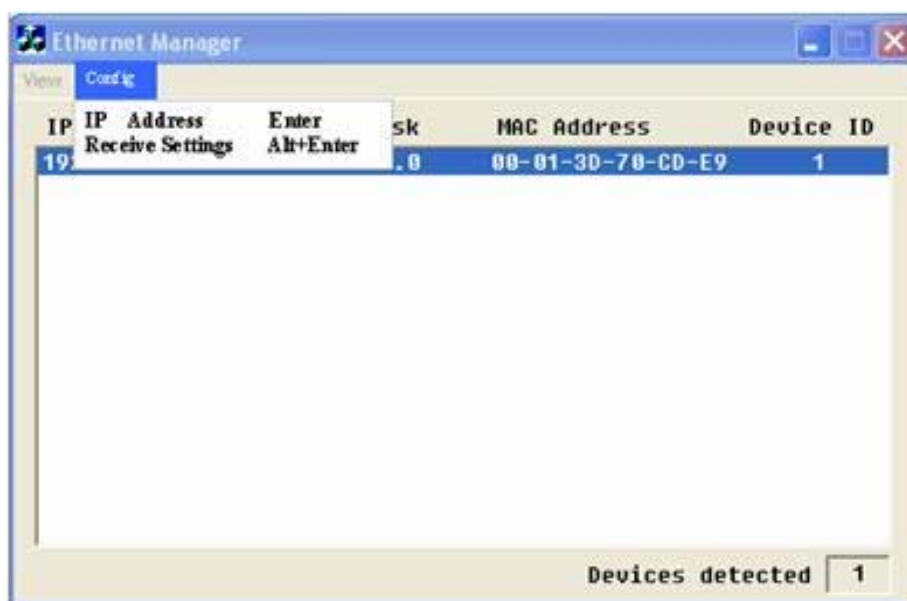 Ethernet Manager
View Config
IP Address Enter
Receive Settings Alt+Enter
IP sk MAC Address Device ID
19 .0 00-01-3D-70-CD-E9 1
Devices detected 1